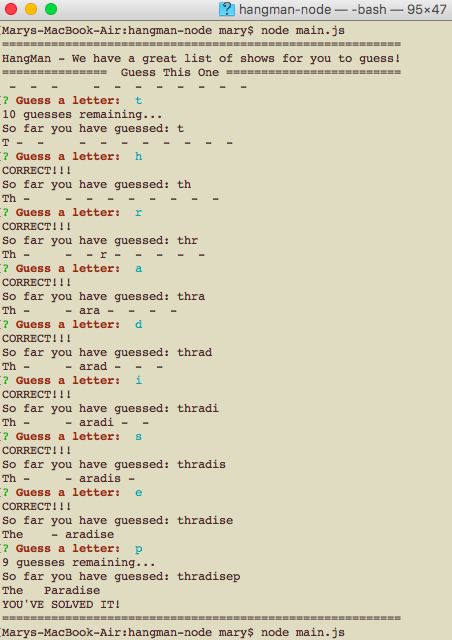 hangman-node — -bash — 95×47
[Marys-MacBook-Air:hangman-node mary$ node main.js
=========================================================
HangMan - We have a great list of shows for you to guess!
===============  Guess This One =========================
 -  -  -     -  -  -  -  -  -  -  -
[? Guess a letter:  t
10 guesses remaining...
So far you have guessed: t
T -  -     -  -  -  -  -  -  -  -
[? Guess a letter:  h
CORRECT!!!
So far you have guessed: th
Th -     -  -  -  -  -  -  -  -
[? Guess a letter:  r
CORRECT!!!
So far you have guessed: thr
Th -     -  - r -  -  -  -  -
[? Guess a letter:  a
CORRECT!!!
So far you have guessed: thra
Th -     - ara -  -  -  -
[? Guess a letter:  d
CORRECT!!!
So far you have guessed: thrad
Th -     - arad -  -  -
[? Guess a letter:  i
CORRECT!!!
So far you have guessed: thradi
Th -     - aradi -  -
[? Guess a letter:  s
CORRECT!!!
So far you have guessed: thradis
Th -     - aradis -
[? Guess a letter:  e
CORRECT!!!
So far you have guessed: thradise
The    - aradise
[? Guess a letter:  p
9 guesses remaining...
So far you have guessed: thradisep
The   Paradise
YOU'VE SOLVED IT!
=========================================================
[Marys-MacBook-Air:hangman-node mary$ node main.js